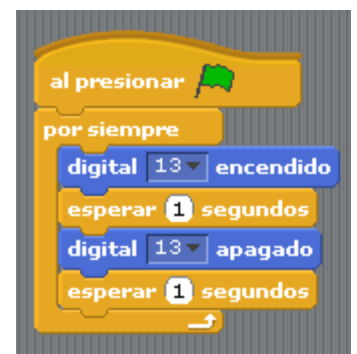 al presionar
por siempre
digital 13 encendido
esperar 1 segundos
digital 13 apagado
esperar 1 segundos